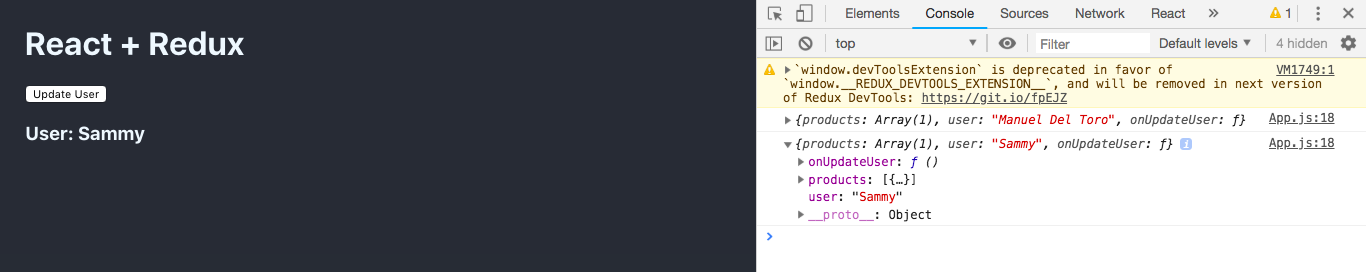 React + Redux
Update User
User: Sammy
Elements Console Sources Network React » 1
top Filter Default levels 4 hidden
`window.devToolsExtension` is deprecated in favor of VM1749:1
`window.__REDUX_DEVTOOLS_EXTENSION__`, and will be removed in next version
of Redux DevTools: https://git.io/fpEJZ
{products: Array(1), user: "Manuel Del Toro", onUpdateUser: ƒ} App.js:18
{products: Array(1), user: "Sammy", onUpdateUser: ƒ} i App.js:18
onUpdateUser: ƒ ()
products: [{…}]
user: "Sammy"
__proto__: Object